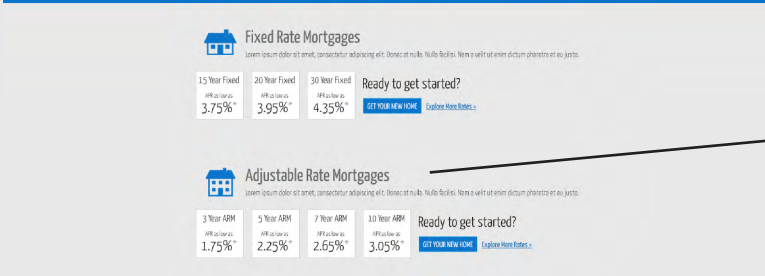 Fixed Rate Mortgages
Lorem ipsum dolor sit amet, consectetur adipiscing elit. Donec at nulla. Nulla facilisi. Nam a velit ut enim dictum pharetra et eu justo.
15 Year Fixed 20 Year Fixed 30 Year Fixed Ready to get started?
APR as low as APR as low as APR as low as
3.75%* 3.95%* 4.35%* GET YOUR NEW HOME Explore More Rates »
Adjustable Rate Mortgages
Lorem ipsum dolor sit amet, consectetur adipiscing elit. Donec at nulla. Nulla facilisi. Nam a velit ut enim dictum pharetra et eu justo.
3 Year ARM 5 Year ARM 7 Year ARM 10 Year ARM Ready to get started?
APR as low as APR as low as APR as low as APR as low as
1.75%* 2.25%* 2.65%* 3.05%* GET YOUR NEW HOME Explore More Rates »